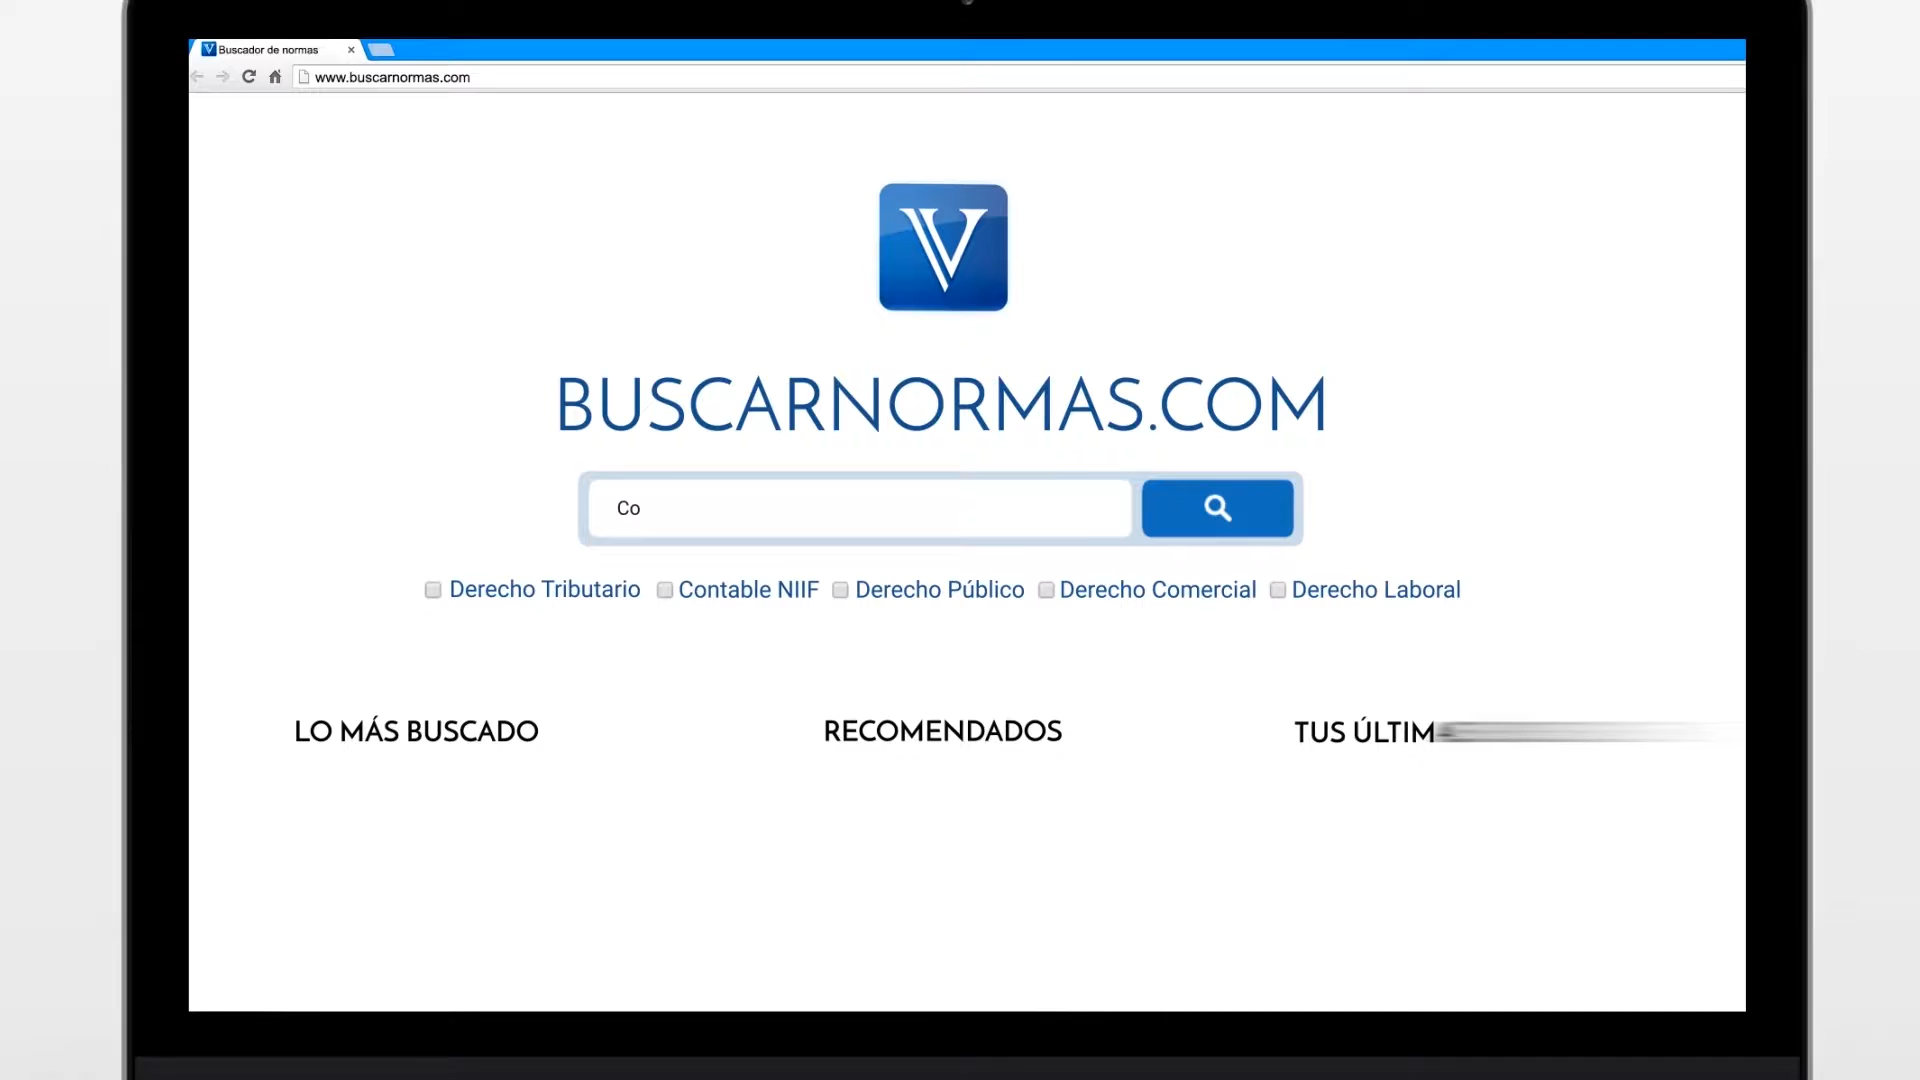 Buscador de normas
www.buscarnormas.com
V
BUSCARNORMAS.COM
Co
Derecho Tributario Contable NIIF Derecho Público Derecho Comercial Derecho Laboral
LO MÁS BUSCADO RECOMENDADOS TUS ÚLTIM